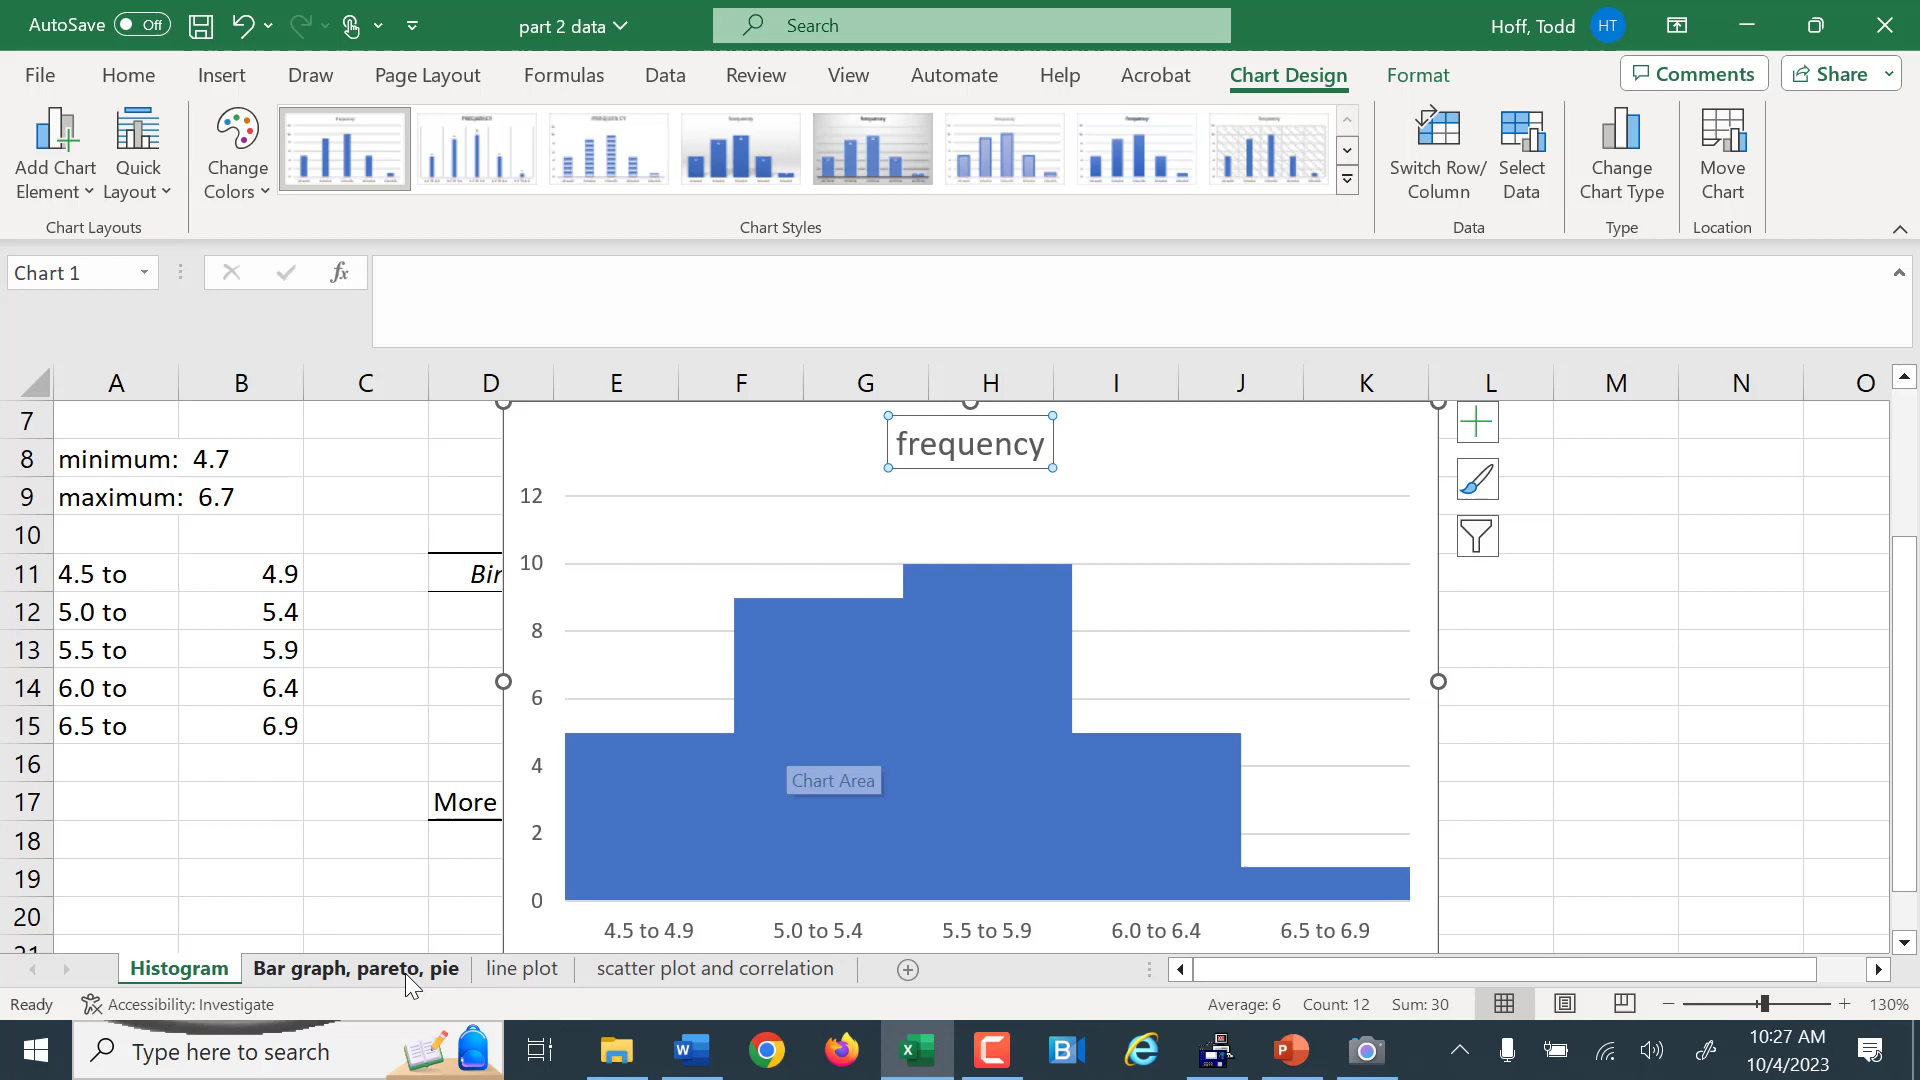 AutoSave Off part 2 data Search Hoff, Todd HT
File Home Insert Draw Page Layout Formulas Data Review View Automate Help Acrobat Chart Design Format Comments Share
Add Chart Element Quick Layout Change Colors Switch Row/ Column Select Data Change Chart Type Move Chart
Chart Layouts Chart Styles Data Type Location
Chart 1 fx
A B C D E F G H I J K L M N O
7
8 minimum: 4.7
9 maximum: 6.7
10
11 4.5 to 4.9
12 5.0 to 5.4
13 5.5 to 5.9
14 6.0 to 6.4
15 6.5 to 6.9
16
17 More
18
19
20
frequency
12
10
8
6
4
2
0
Chart Area
4.5 to 4.9 5.0 to 5.4 5.5 to 5.9 6.0 to 6.4 6.5 to 6.9
Histogram Bar graph, pareto, pie line plot scatter plot and correlation
Ready Accessibility: Investigate Average: 6 Count: 12 Sum: 30 130%
Type here to search 10:27 AM
10/4/2023